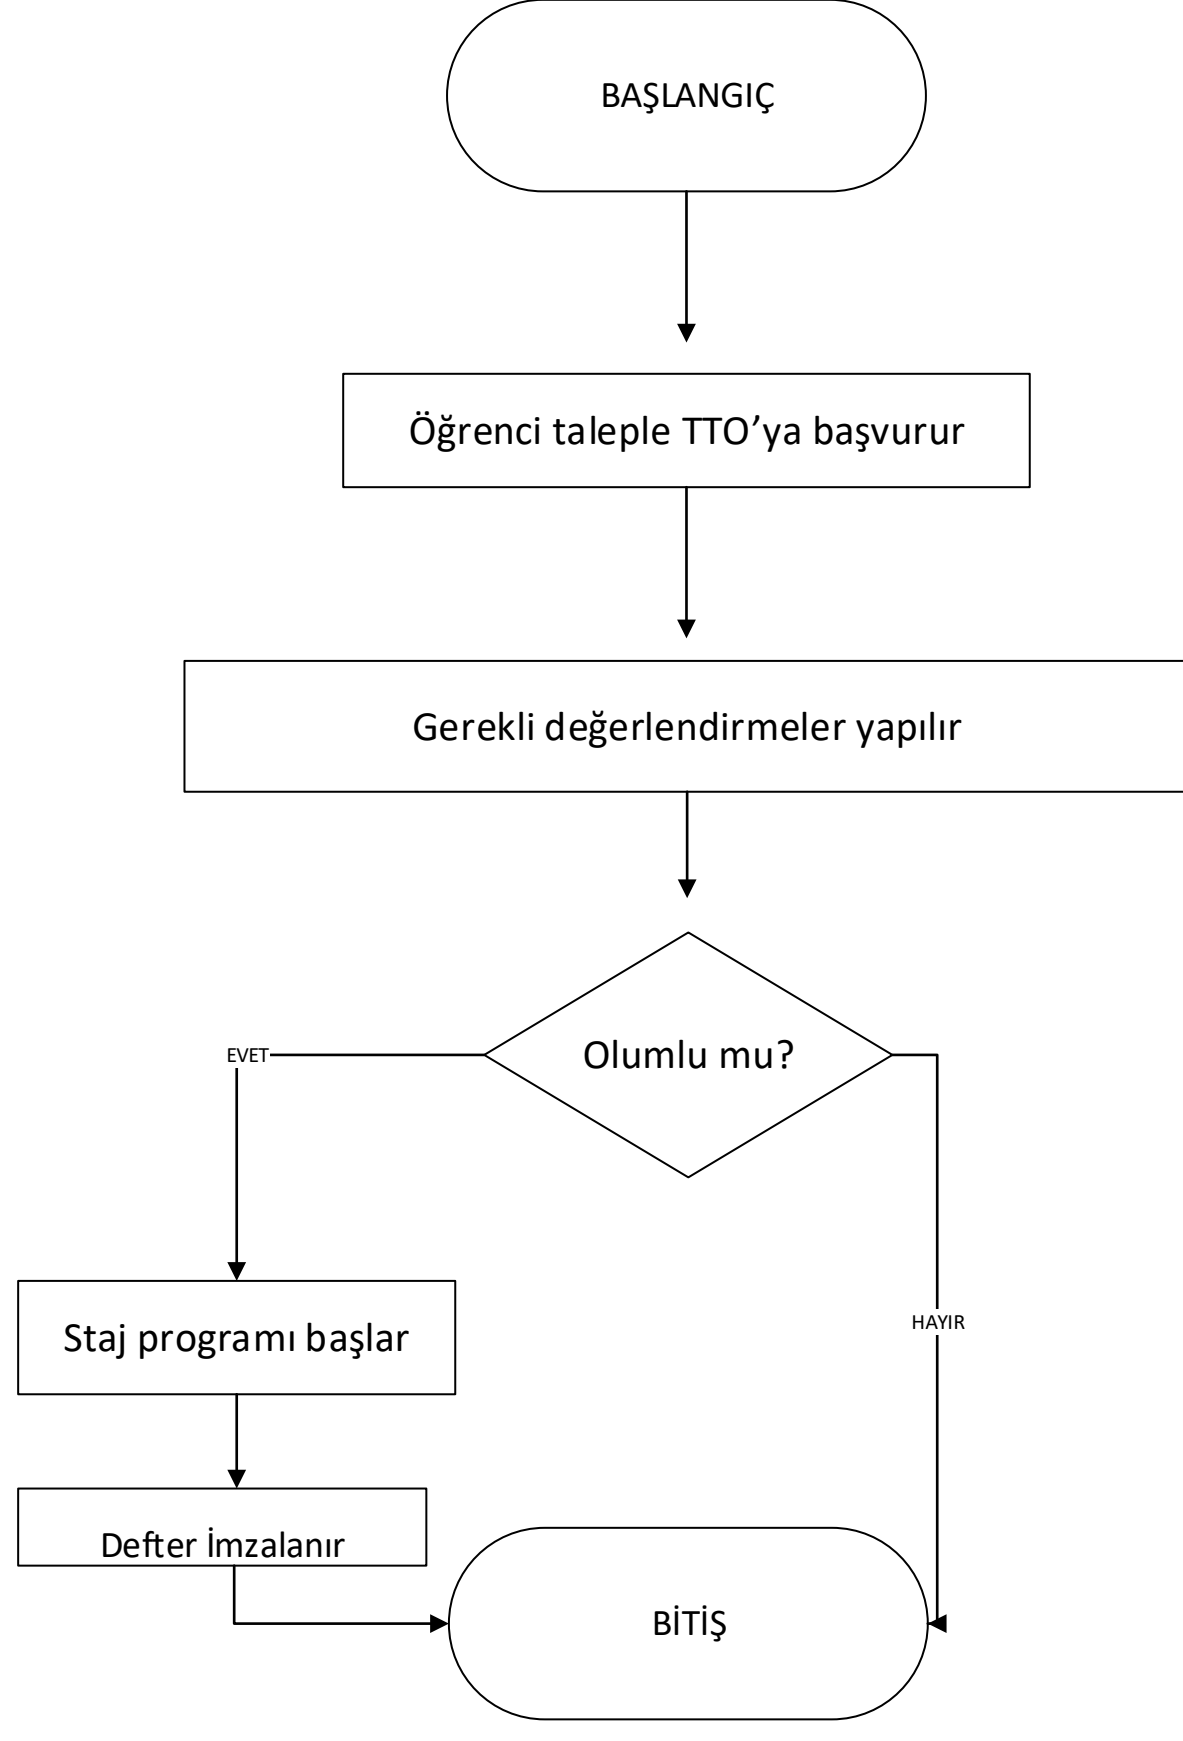 BAŞLANGIÇ
Öğrenci taleple TTO’ya başvurur
Gerekli değerlendirmeler yapılır
Olumlu mu?
EVET
HAYIR
Staj programı başlar
Defter İmzalanır
BİTİŞ